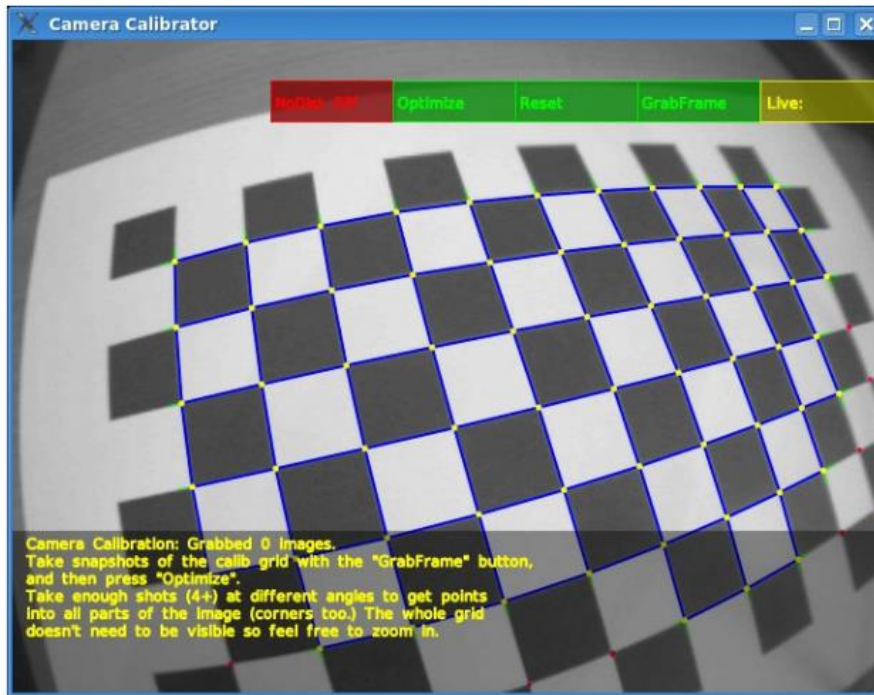 Camera Calibrator
Optimize
Reset
GrabFrame
Live:
Camera Calibration: Grabbed 0 images.
Take snapshots of the calib grid with the "GrabFrame" button,
and then press "Optimize".
Take enough shots (4+) at different angles to get points
into all parts of the image (corners too.) The whole grid
doesn't need to be visible so feel free to zoom in.